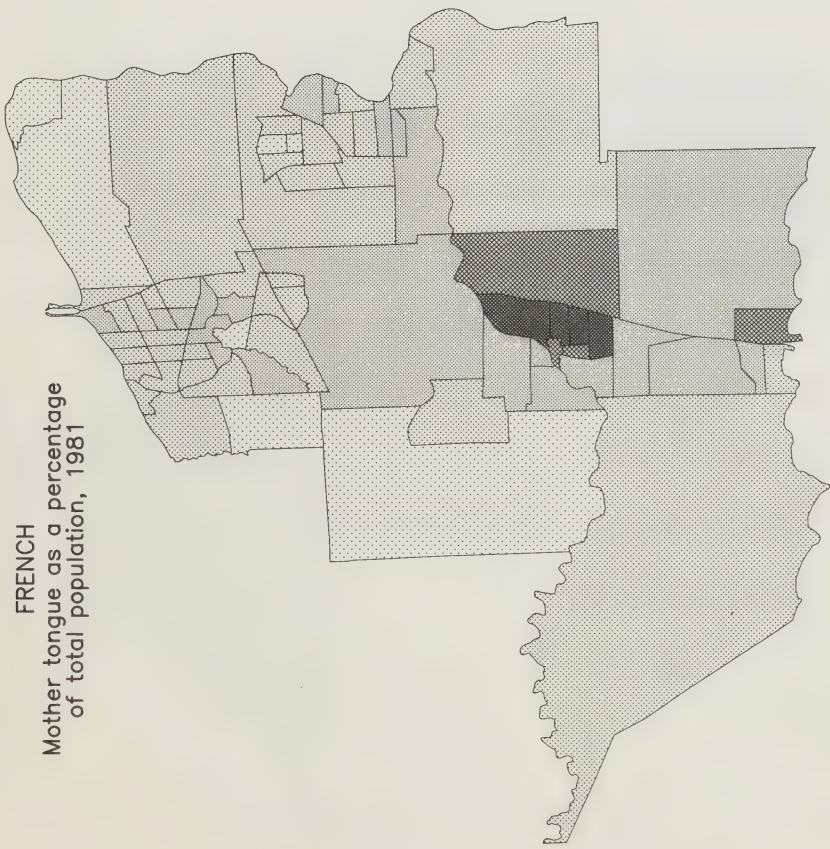 FRENCH
Mother tongue as a percentage
of total population, 1981